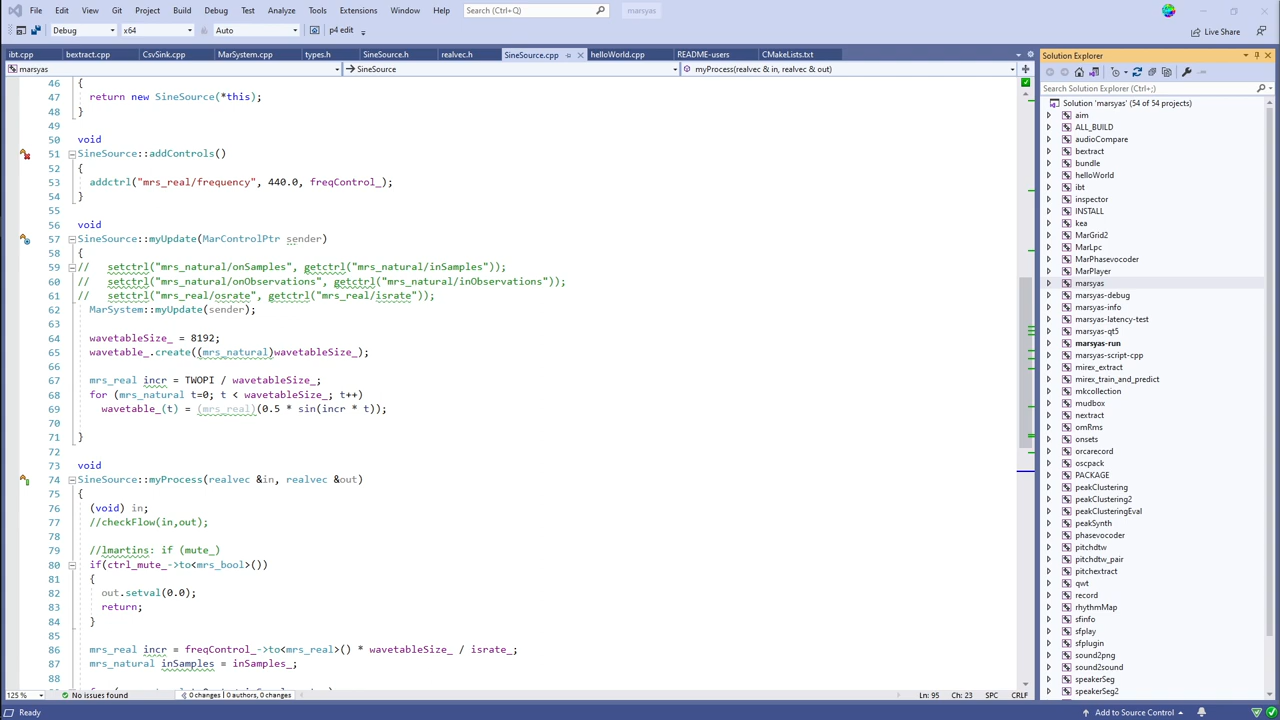 File Edit View Git Project Build Debug Test Analyze Tools Extensions Window Help Search (Ctrl+Q) marsyas
Debug x64 Auto p4 edit Live Share
ibt.cpp bextract.cpp CsvSink.cpp MarSystem.cpp types.h SineSource.h realvec.h SineSource.cpp helloWorld.cpp README-users CMakeLists.txt
marsyas SineSource myProcess(realvec & in, realvec & out)
46 {
47 return new SineSource(*this);
48 }
49
50 void
51 SineSource::addControls()
52 {
53 addctrl("mrs_real/frequency", 440.0, freqControl_);
54 }
55
56 void
57 SineSource::myUpdate(MarControlPtr sender)
58 {
59 // setctrl("mrs_natural/onSamples", getctrl("mrs_natural/inSamples"));
60 // setctrl("mrs_natural/onObservations", getctrl("mrs_natural/inObservations"));
61 // setctrl("mrs_real/osrate", getctrl("mrs_real/israte"));
62 MarSystem::myUpdate(sender);
63
64 wavetableSize_ = 8192;
65 wavetable_.create((mrs_natural)wavetableSize_);
66
67 mrs_real incr = TWOPI / wavetableSize_;
68 for (mrs_natural t=0; t < wavetableSize_; t++)
69 wavetable_(t) = (mrs_real)(0.5 * sin(incr * t));
70
71 }
72
73 void
74 SineSource::myProcess(realvec &in, realvec &out)
75 {
76 (void) in;
77 //checkFlow(in,out);
78
79 //lmartins: if (mute_)
80 if(ctrl_mute_->to<mrs_bool>())
81 {
82 out.setval(0.0);
83 return;
84 }
85
86 mrs_real incr = freqControl_->to<mrs_real>() * wavetableSize_ / israte_;
87 mrs_natural inSamples = inSamples_;
88
125 % No issues found 0 changes | 0 authors, 0 changes Ln: 95 Ch: 23 SPC CRLF
Solution Explorer
Search Solution Explorer (Ctrl+;)
Solution 'marsyas' (54 of 54 projects)
aim
ALL_BUILD
audioCompare
bextract
bundle
helloWorld
ibt
inspector
INSTALL
kea
MarGrid2
MarLpc
MarPhasevocoder
MarPlayer
marsyas
marsyas-debug
marsyas-info
marsyas-latency-test
marsyas-qt5
marsyas-run
marsyas-script-cpp
mirex_extract
mirex_train_and_predict
mkcollection
mudbox
nextract
omRms
onsets
orcarecord
oscpack
PACKAGE
peakClustering
peakClustering2
peakClusteringEval
peakSynth
phasevocoder
pitchdtw
pitchdtw_pair
pitchextract
qwt
record
rhythmMap
sfinfo
sfplay
sfplugin
sound2png
sound2sound
speakerSeg
speakerSeg2
Ready Add to Source Control